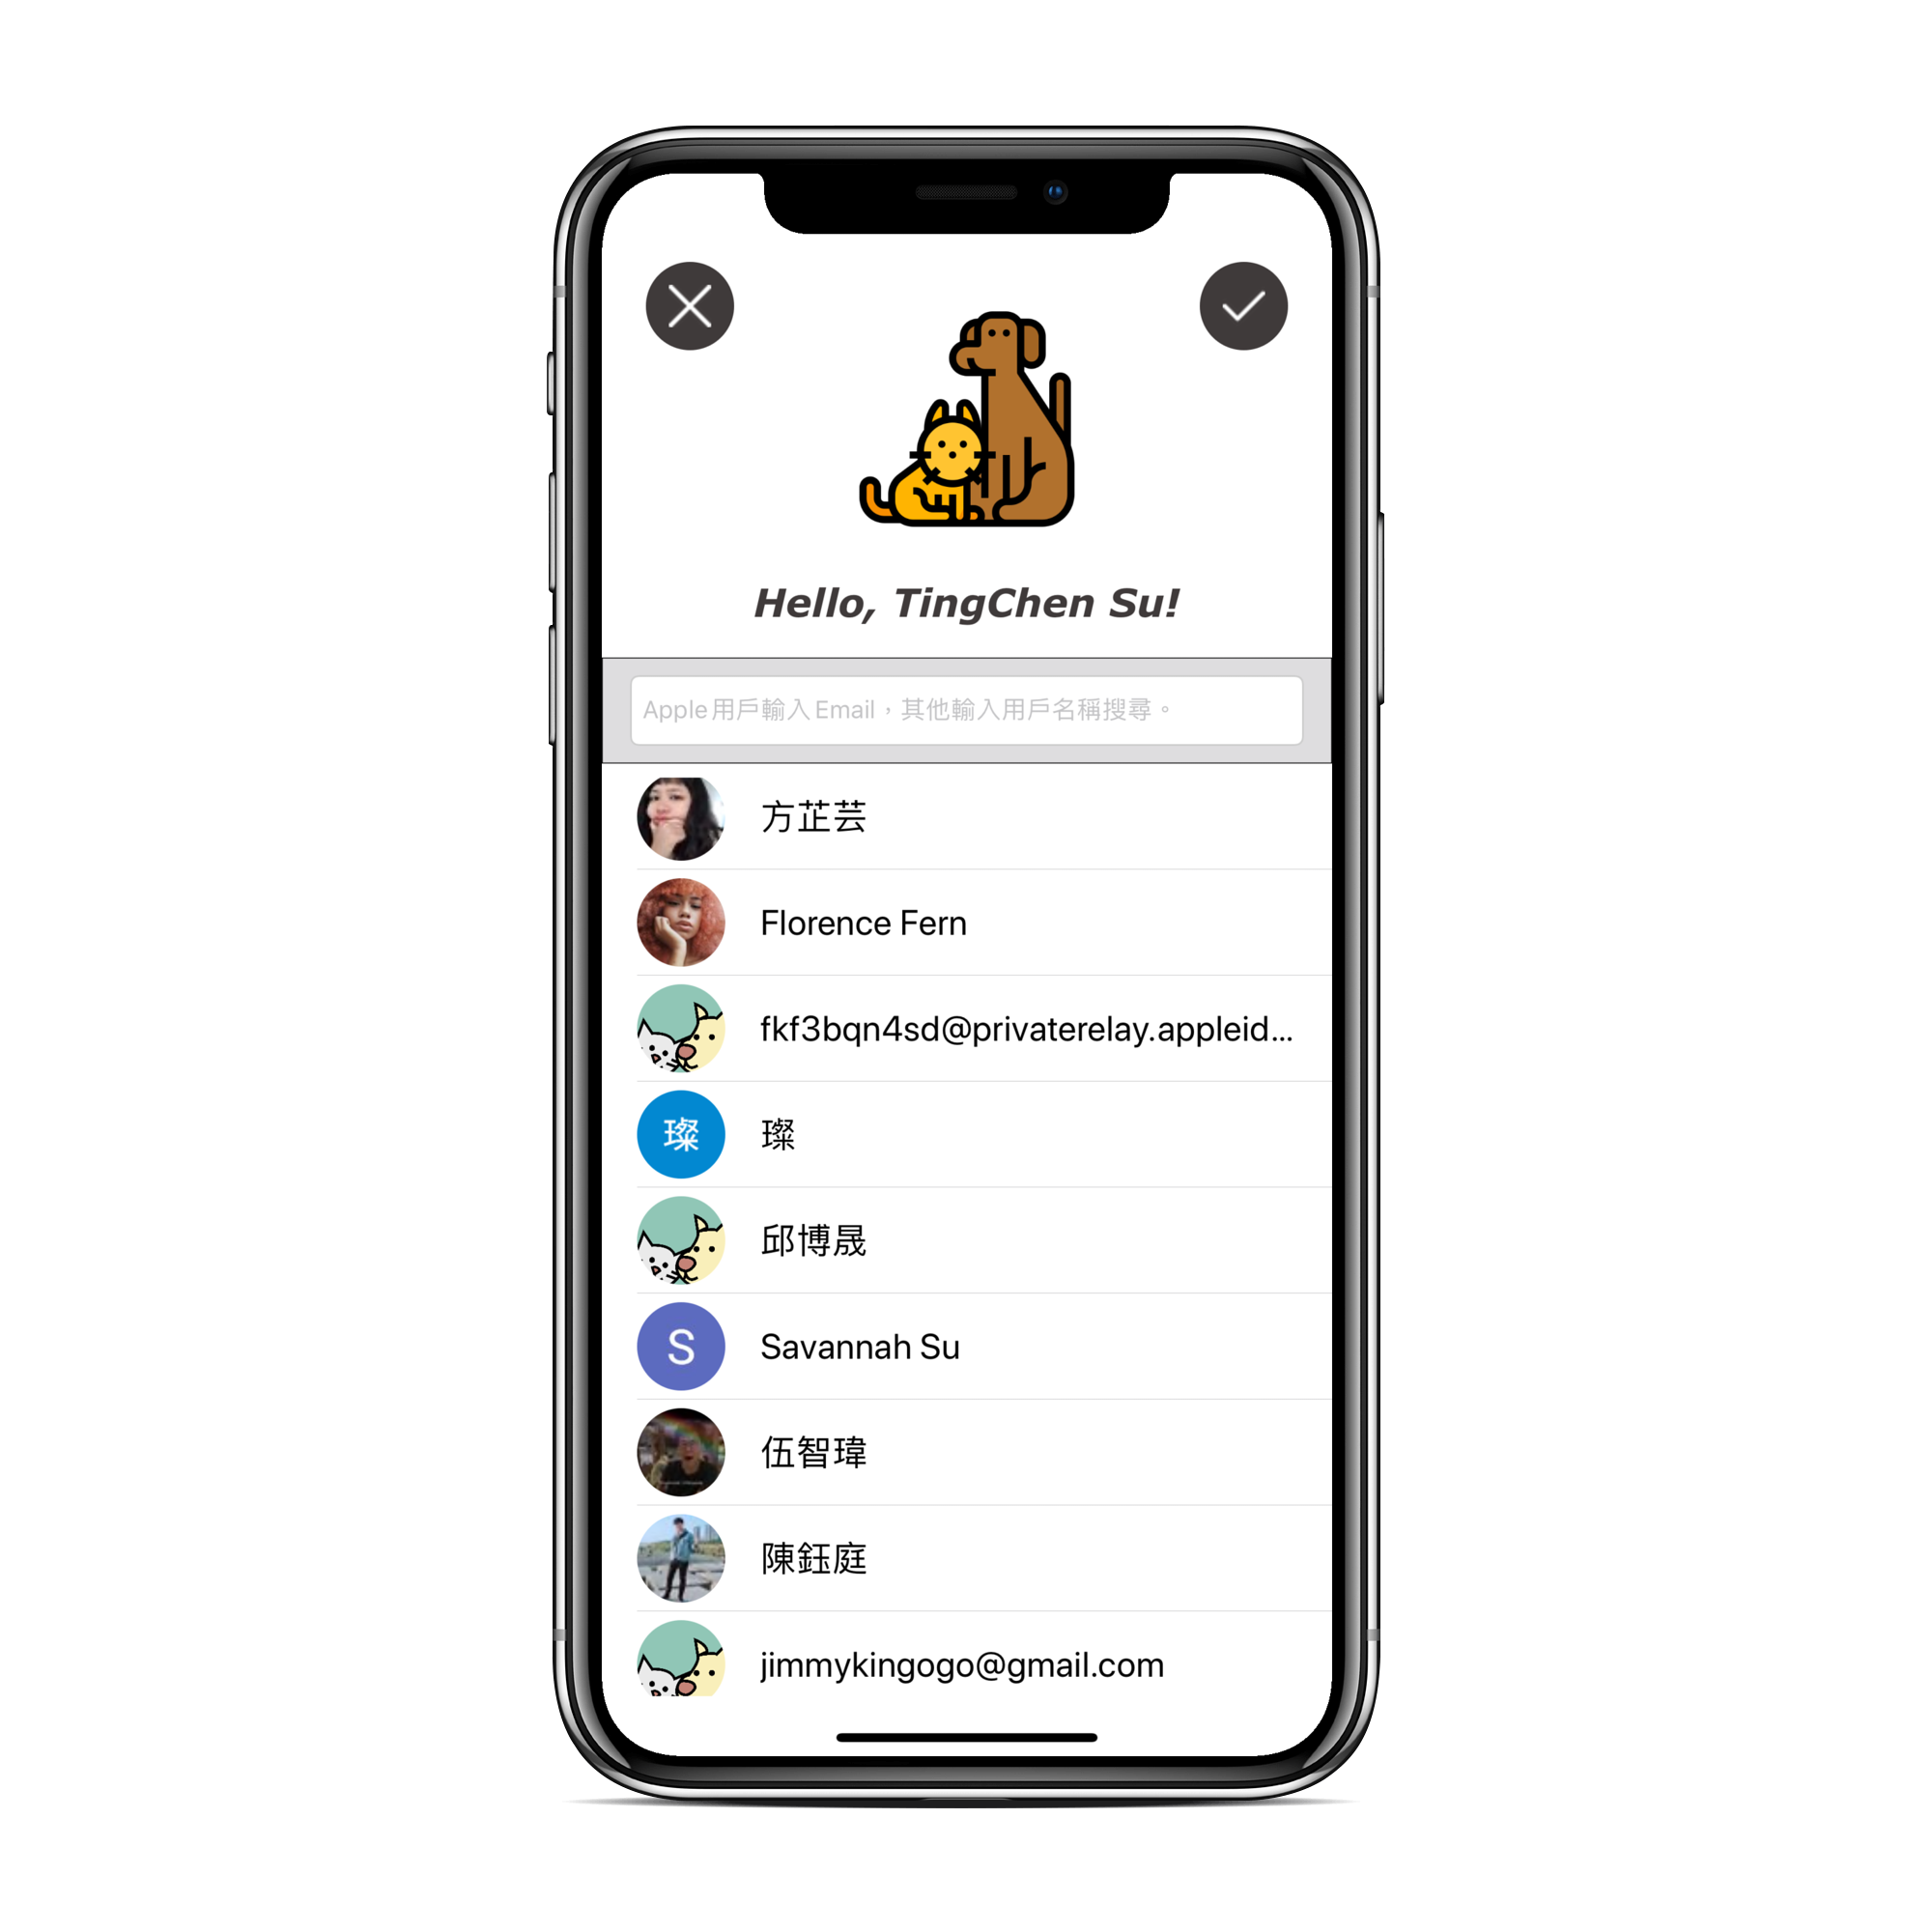 Hello, TingChen Su!
Apple用戶輸入Email，其他輸入用戶名稱搜尋。
方芷芸
Florence Fern
fkf3bqn4sd@privaterelay.appleid...
璨
璨
邱博晟
S
Savannah Su
伍智瑋
陳鈺庭
jimmykingogo@gmail.com